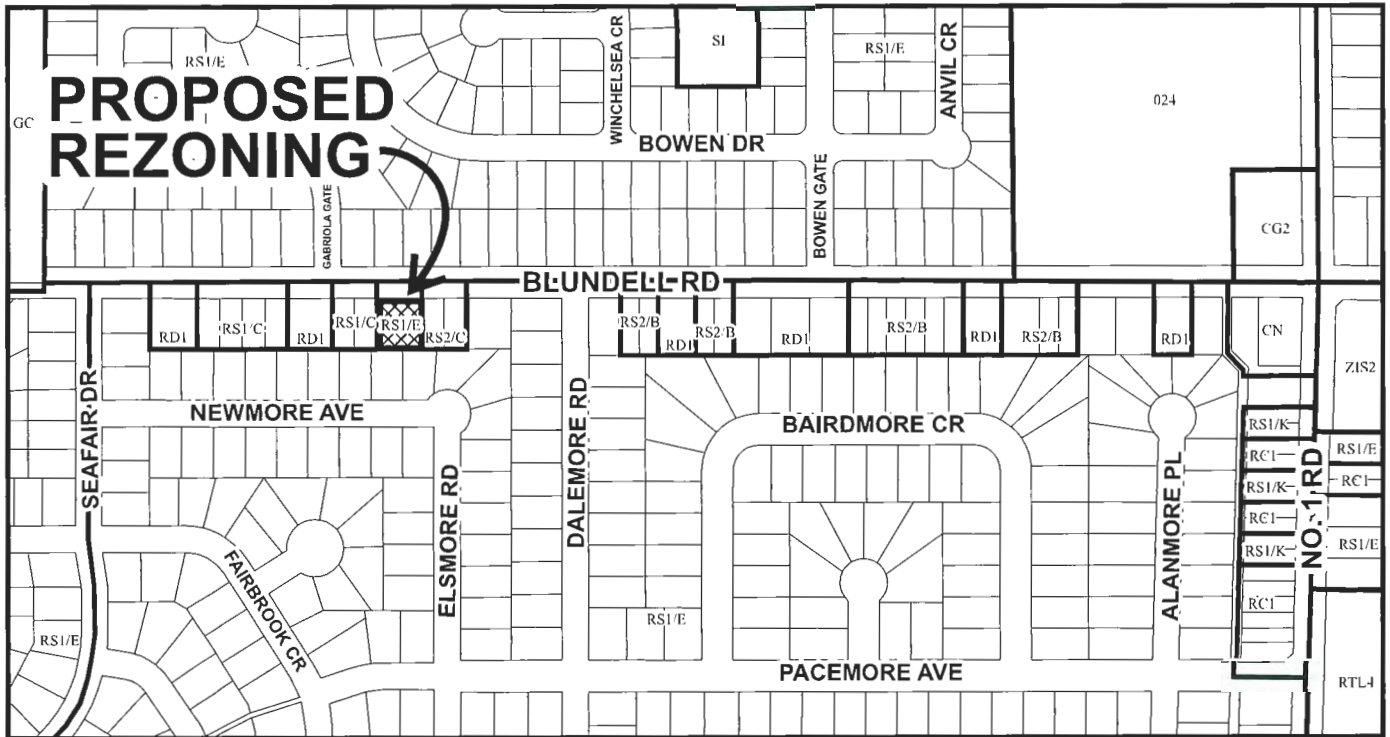 SI
RS1/E
RS1/E
PROPOSED
REZONING
GC
WINCHELSEA CR
ANVIL CR
024
BOWEN DR
GABRIOLA GATE
BOWEN GATE
CG2
BLUNDELL RD
RD1
RS1/C
RD1
RS1/C
RS1/E
RS2/C
RS2/B
RD1
RS2/B
RD1
RS2/B
RD1
RS2/B
RD1
CN
ZIS2
SEAFAIR DR
NEWMORE AVE
DALEMORE RD
BAIRDMORE CR
RS1/K
RS1/E
RC1
RC1
RS1/K
RC1
RS1/K
RS1/E
RC1
NO. 1 RD
ELSMORE RD
ALANMORE PL
FAIRBROOK CR
RS1/E
RS1/E
PACEMORE AVE
RTL4